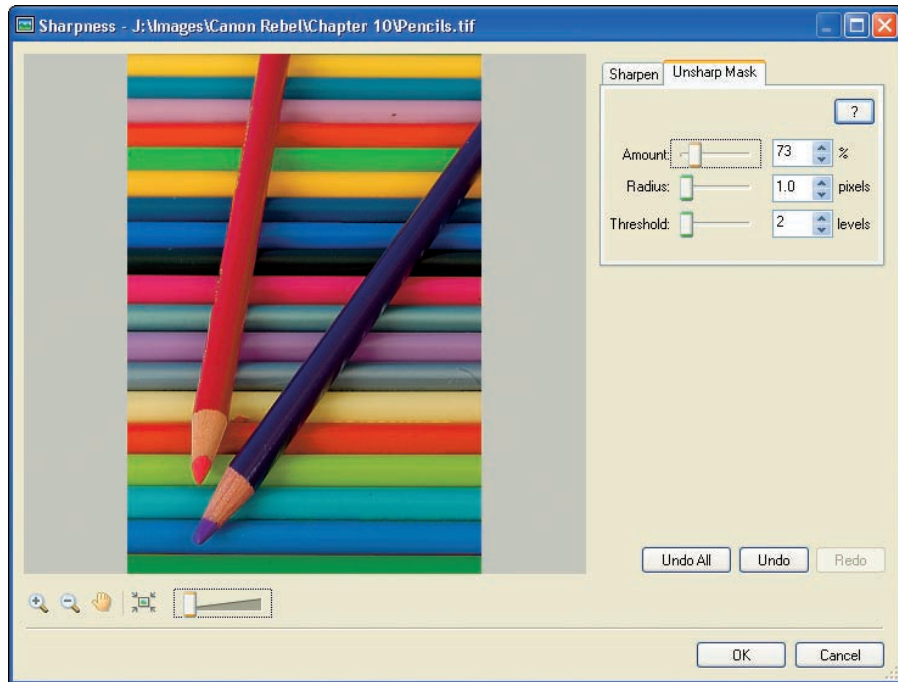 Sharpness - J:\Images\Canon Rebel\Chapter 10\Pencils.tif
Sharpen Unsharp Mask
?
Amount: 73 %
Radius: 1.0 pixels
Threshold: 2 levels
Undo All Undo Redo
OK Cancel